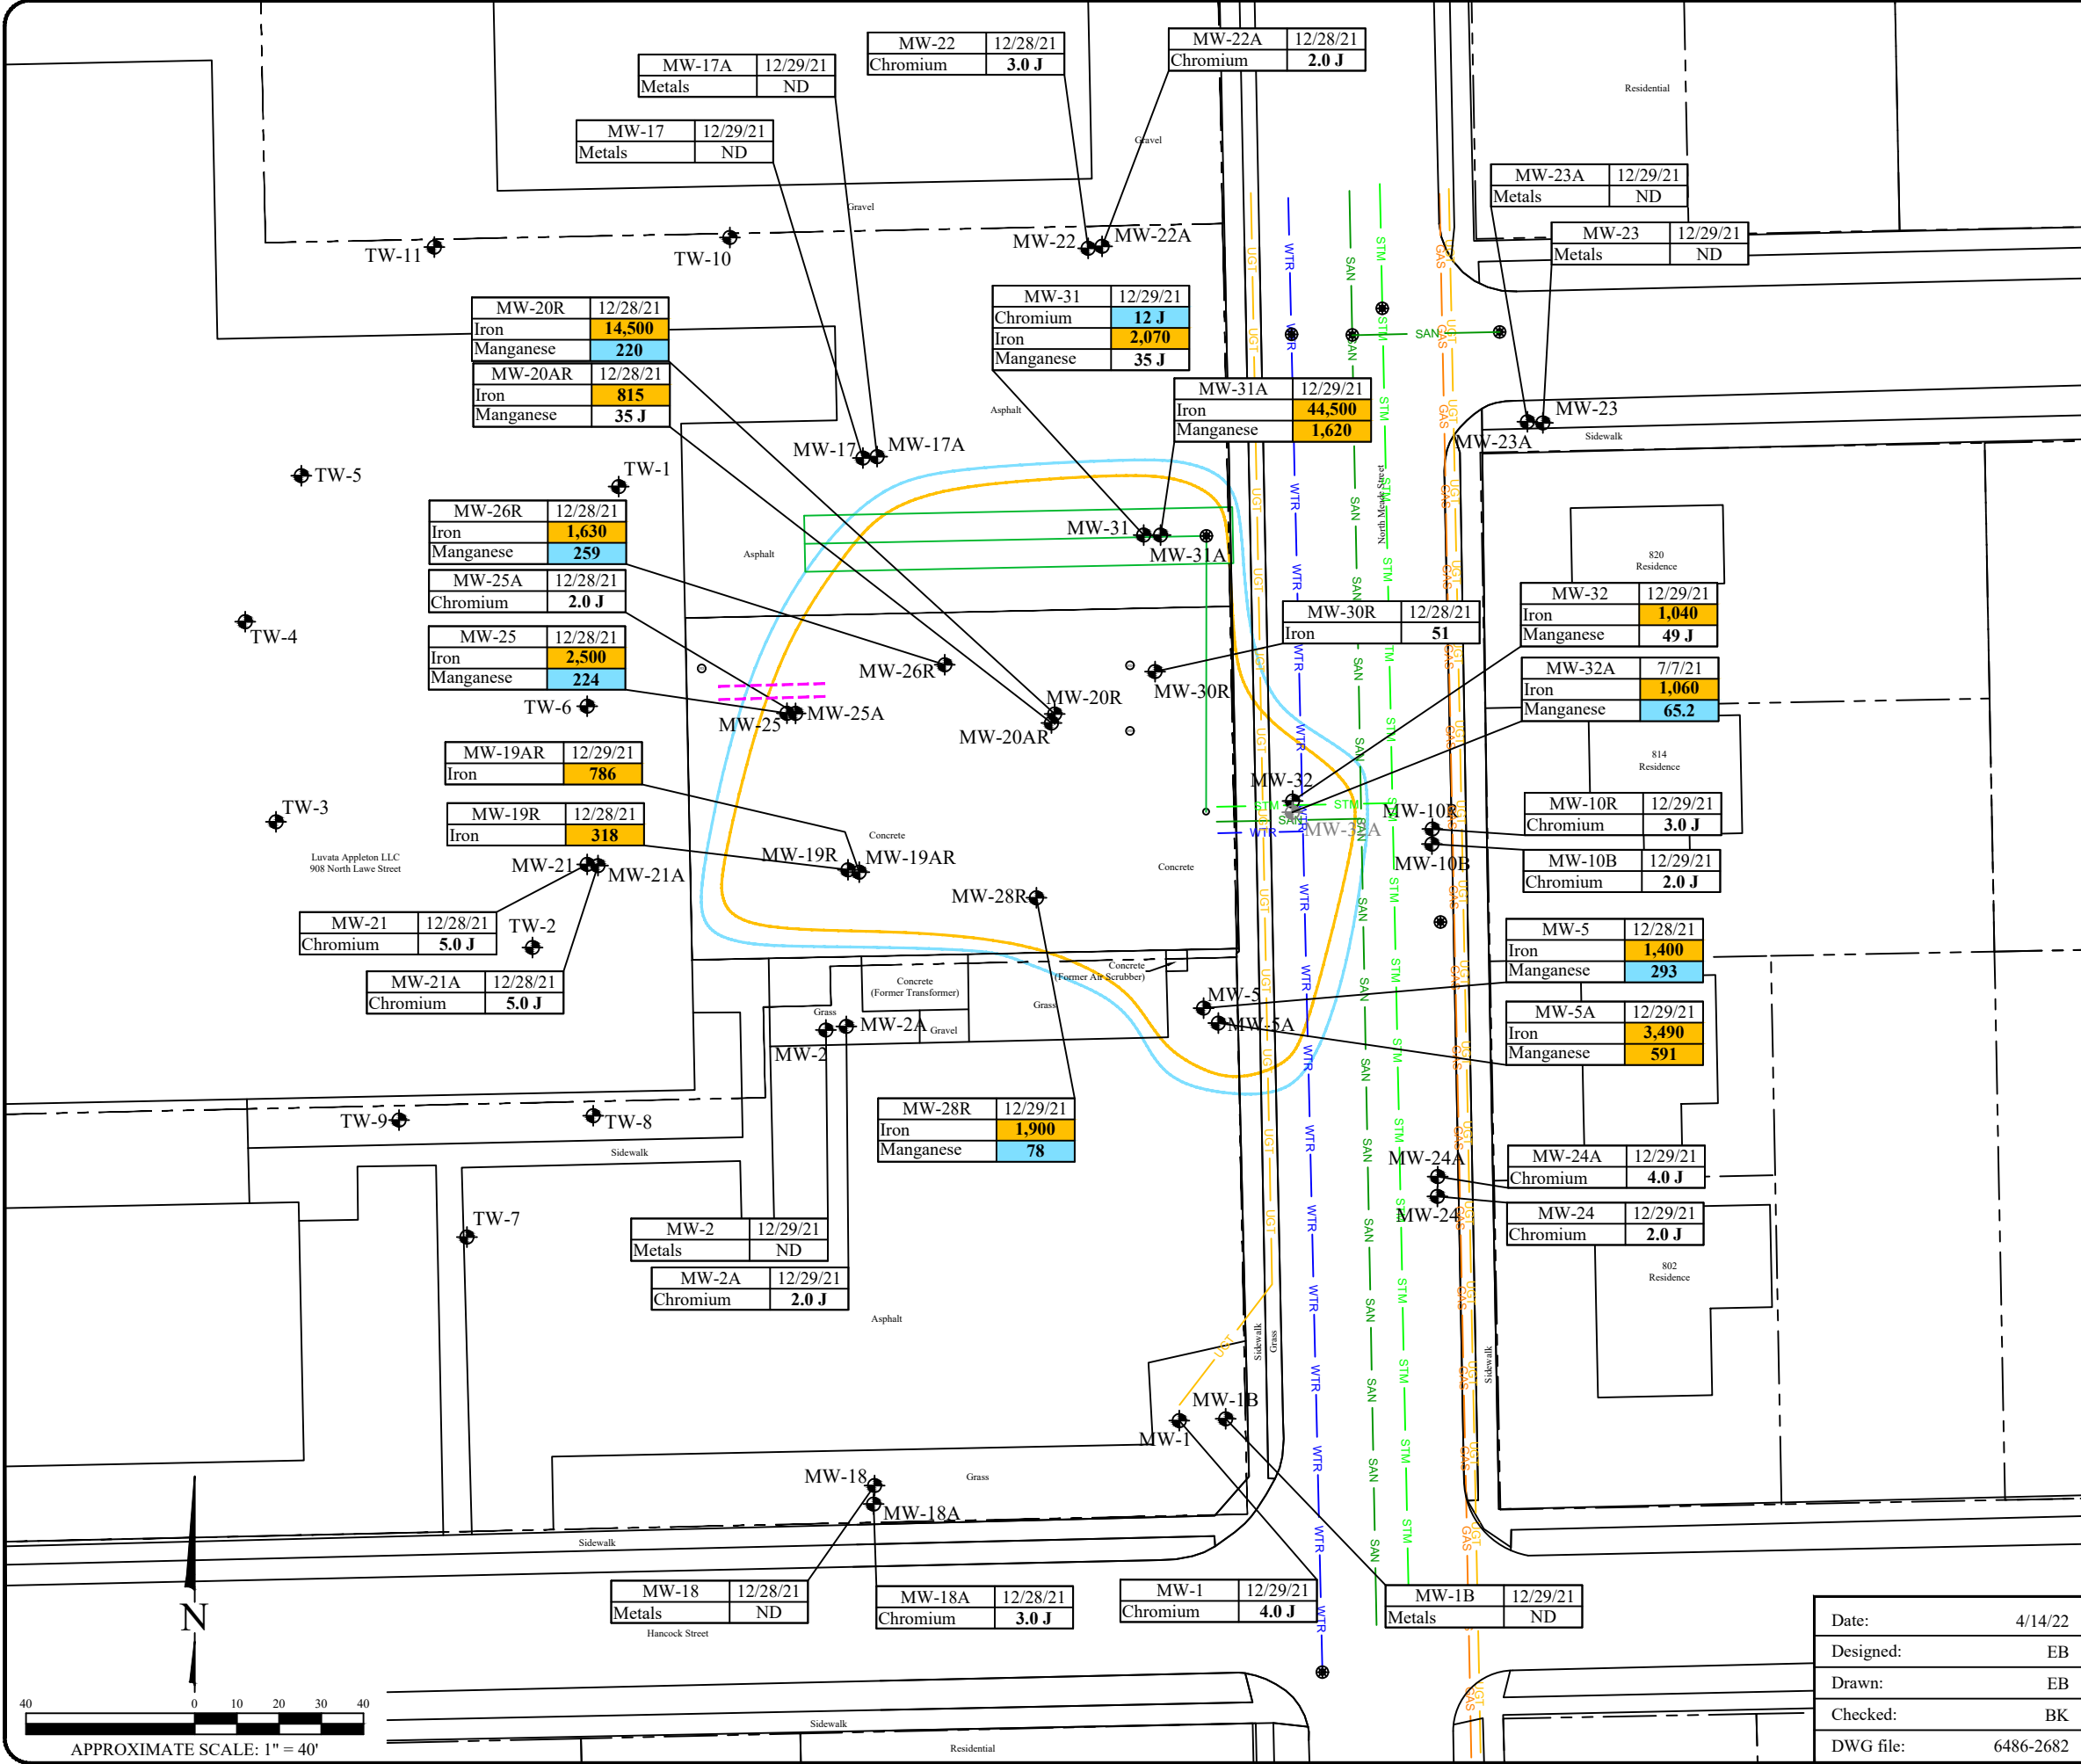 MW-22 12/28/21
Chromium 3.0 J
MW-22A 12/28/21
Chromium 2.0 J
MW-17A 12/29/21
Metals ND
MW-17 12/29/21
Metals ND
Residential
Gravel
MW-23A 12/29/21
Metals ND
MW-23 12/29/21
Metals ND
Gravel
TW-11
TW-10
MW-22
MW-22A
MW-20R 12/28/21
Iron 14,500
Manganese 220
MW-20AR 12/28/21
Iron 815
Manganese 35 J
MW-31 12/29/21
Chromium 12 J
Iron 2,070
Manganese 35 J
MW-31A 12/29/21
Iron 44,500
Manganese 1,620
Asphalt
SAN
MW-23
MW-23A
Sidewalk
MW-17
MW-17A
TW-5
TW-1
North Meade Street
MW-26R 12/28/21
Iron 1,630
Manganese 259
MW-25A 12/28/21
Chromium 2.0 J
MW-25 12/28/21
Iron 2,500
Manganese 224
Asphalt
MW-31
MW-31A
820
Residence
MW-32 12/29/21
Iron 1,040
Manganese 49 J
MW-32A 7/7/21
Iron 1,060
Manganese 65.2
MW-30R 12/28/21
Iron 51
TW-4
MW-26R
MW-30R
TW-6
MW-25
MW-25A
MW-20R
MW-20AR
814
Residence
MW-19AR 12/29/21
Iron 786
MW-19R 12/28/21
Iron 318
MW-32
STM
STM
SAN
WTR
MW-32A
MW-10R
MW-10B
MW-10R 12/29/21
Chromium 3.0 J
MW-10B 12/29/21
Chromium 2.0 J
TW-3
Luvata Appleton LLC
908 North Lawe Street
Concrete
MW-19R
MW-19AR
Concrete
MW-21
MW-21A
MW-28R
MW-21 12/28/21
Chromium 5.0 J
TW-2
MW-21A 12/28/21
Chromium 5.0 J
MW-5 12/28/21
Iron 1,400
Manganese 293
MW-5A 12/29/21
Iron 3,490
Manganese 591
Concrete
(Former Air Scrubber)
Concrete
(Former Transformer)
Grass
Grass
Gravel
MW-5
MW-5A
MW-2
MW-2A
TW-9
TW-8
Sidewalk
MW-28R 12/29/21
Iron 1,900
Manganese 78
MW-24A
MW-24
MW-24A 12/29/21
Chromium 4.0 J
MW-24 12/29/21
Chromium 2.0 J
TW-7
MW-2 12/29/21
Metals ND
MW-2A 12/29/21
Chromium 2.0 J
802
Residence
Asphalt
Sidewalk
Grass
Sidewalk
UGT
WTR
SAN
STM
GAS
UGT
MW-1B
MW-1
MW-18
MW-18A
Grass
Sidewalk
MW-18 12/28/21
Metals ND
MW-18A 12/28/21
Chromium 3.0 J
MW-1 12/29/21
Chromium 4.0 J
MW-1B 12/29/21
Metals ND
Hancock Street
N
40 0 10 20 30 40
APPROXIMATE SCALE: 1" = 40'
Sidewalk
Residential
Date: 4/14/22
Designed: EB
Drawn: EB
Checked: BK
DWG file: 6486-2682